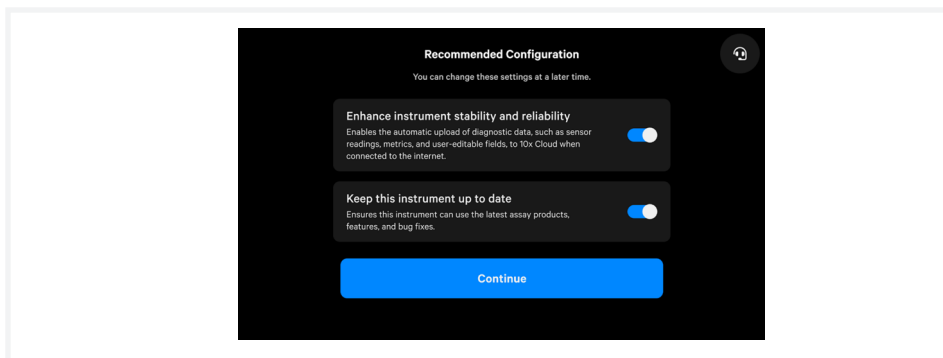 Recommended Configuration
You can change these settings at a later time.
Enhance instrument stability and reliability
Enables the automatic upload of diagnostic data, such as sensor
readings, metrics, and user-editable fields, to 10x Cloud when
connected to the internet.
Keep this instrument up to date
Ensures this instrument can use the latest assay products,
features, and bug fixes.
Continue